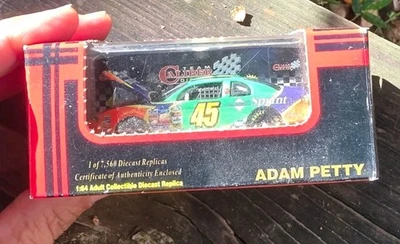 TEAM
CALIBER
45
Sprint
1 of 7,560 Diecast Replicas
Certificate of Authenticity Enclosed
1:64 Adult Collectible Diecast Replica
ADAM PETTY